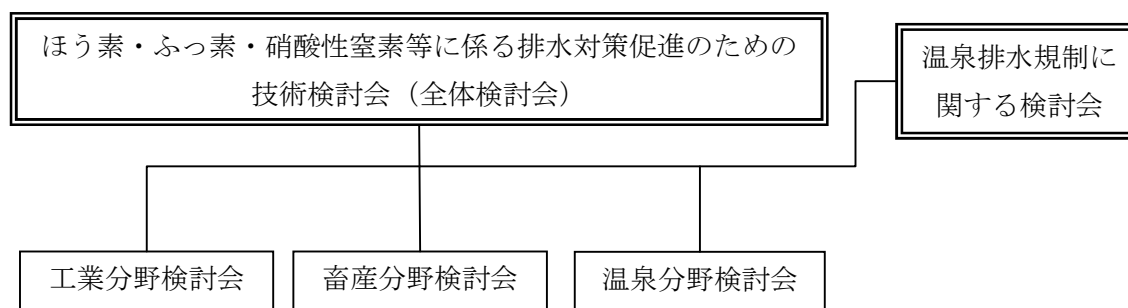 ほう素・ふっ素・硝酸性窒素等に係る排水対策促進のための
技術検討会（全体検討会）
温泉排水規制に
関する検討会
工業分野検討会
畜産分野検討会
温泉分野検討会